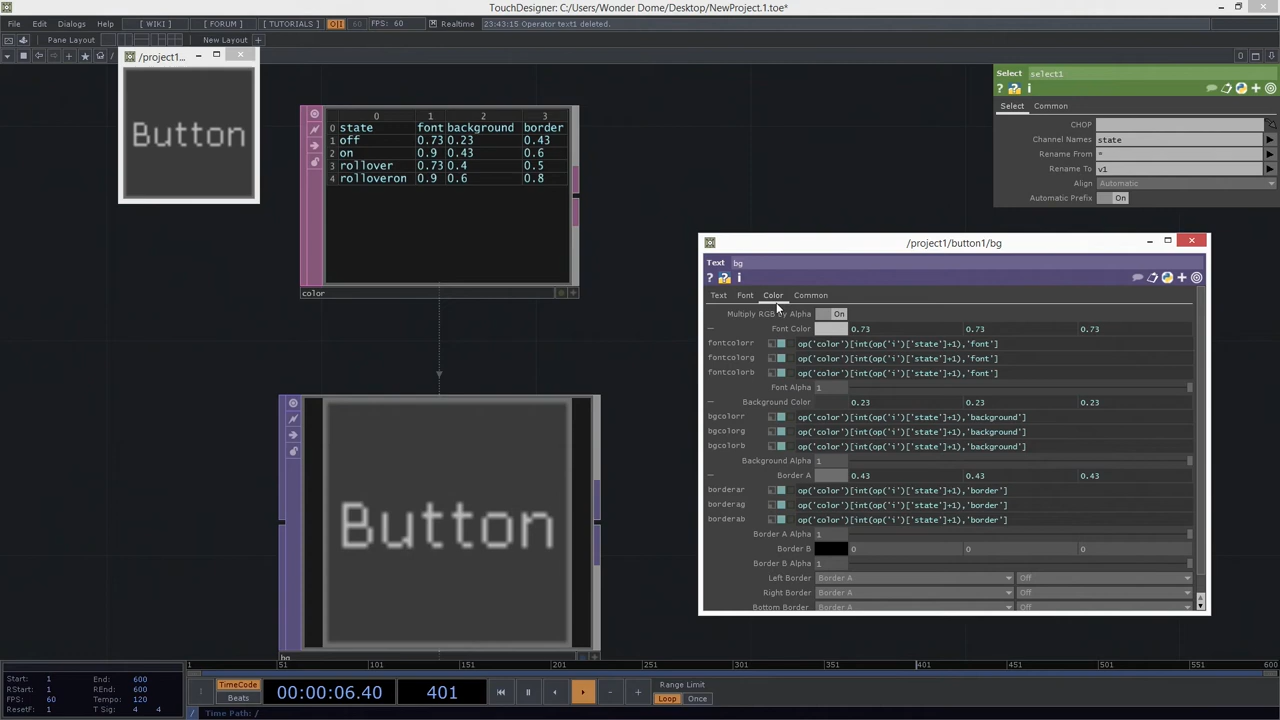 TouchDesigner: C:/Users/Wonder Dome/Desktop/NewProject.1.toe*
File Edit Dialogs Help [ WIKI ] [ FORUM ] [ TUTORIALS ] O|I FPS: 60 Realtime 23:43:15 Operator text1 deleted.
Pane Layout New Layout +
/project1...
Button
0 1 2 3
0 state font background border
1 off 0.73 0.23 0.43
2 on 0.9 0.43 0.6
3 rollover 0.73 0.4 0.5
4 rolloveron 0.9 0.6 0.8
color
Button
bg
Select select1
Select Common
CHOP
Channel Names state
Rename From *
Rename To v1
Align Automatic
Automatic Prefix On
/project1/button1/bg
Text bg
Text Font Color Common
Multiply RGB by Alpha On
Font Color 0.73 0.73 0.73
fontcolorr op('color')[int(op('i')['state']+1),'font']
fontcolorg op('color')[int(op('i')['state']+1),'font']
fontcolorb op('color')[int(op('i')['state']+1),'font']
Font Alpha 1
Background Color 0.23 0.23 0.23
bgcolorr op('color')[int(op('i')['state']+1),'background']
bgcolorg op('color')[int(op('i')['state']+1),'background']
bgcolorb op('color')[int(op('i')['state']+1),'background']
Background Alpha 1
Border A 0.43 0.43 0.43
borderar op('color')[int(op('i')['state']+1),'border']
borderag op('color')[int(op('i')['state']+1),'border']
borderab op('color')[int(op('i')['state']+1),'border']
Border A Alpha 1
Border B 0 0 0
Border B Alpha 1
Left Border Border A Off
Right Border Border A Off
Bottom Border Border A Off
1 51 101 151 201 251 301 351 401 451 501 551 600
Start: 1 End: 600
RStart: 1 REnd: 600
FPS: 60 Tempo: 120
ResetF: 1 T Sig: 4 4
TimeCode
Beats
00:00:06.40
401
Range Limit
Loop Once
Time Path: /